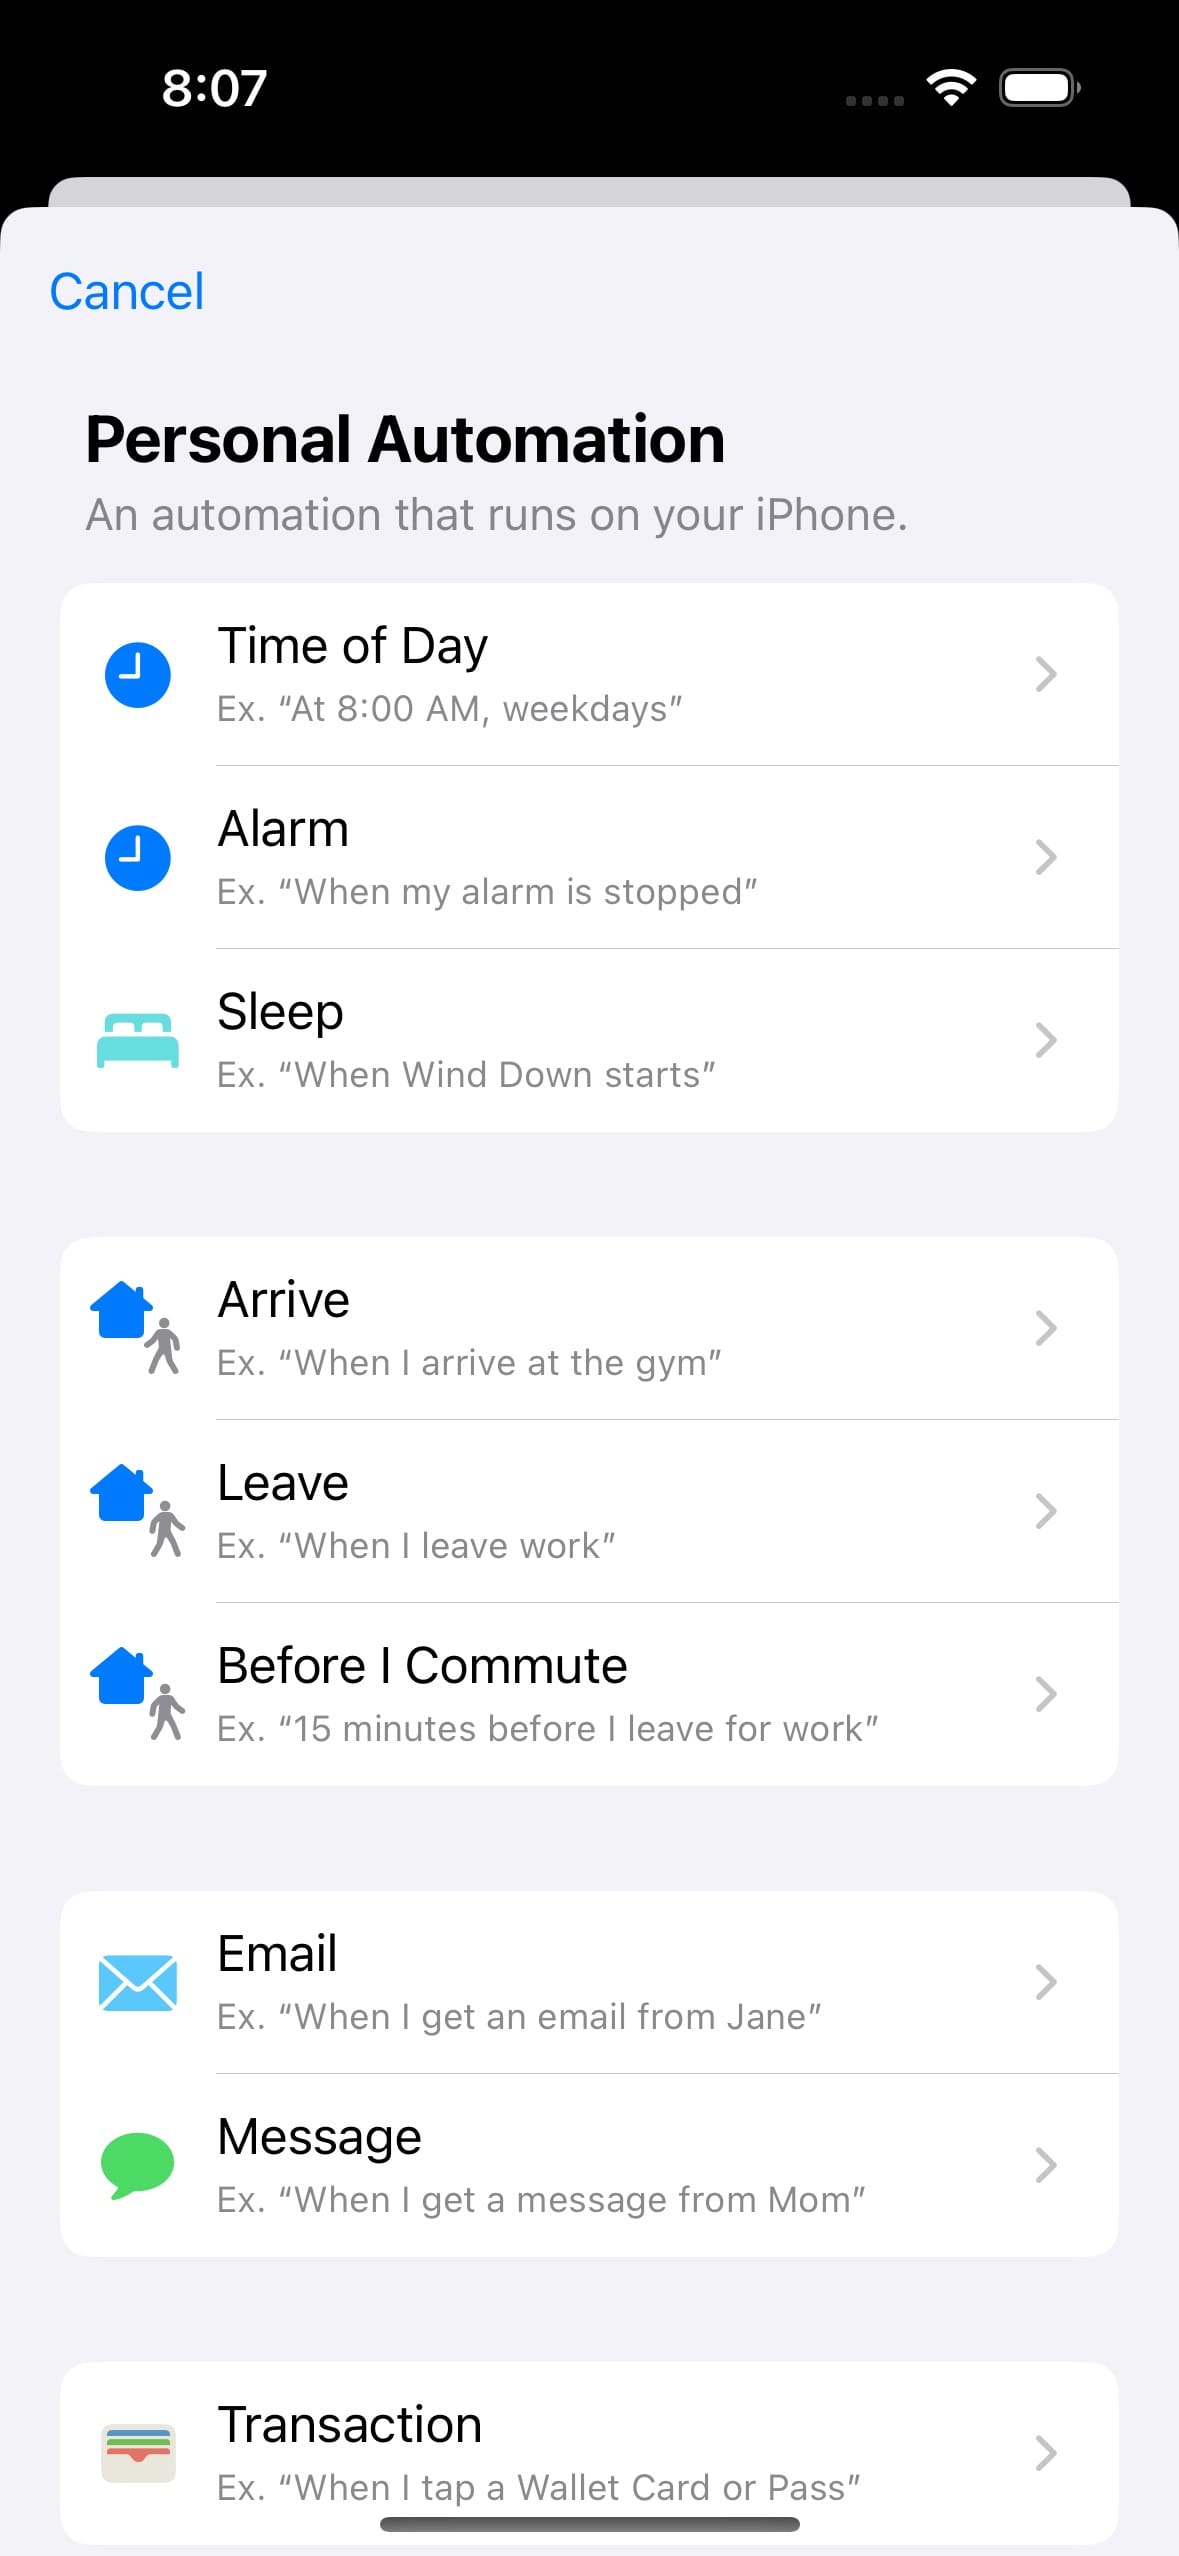 8:07
Cancel
Personal Automation
An automation that runs on your iPhone.
Time of Day
Ex. “At 8:00 AM, weekdays”
Alarm
Ex. “When my alarm is stopped”
Sleep
Ex. “When Wind Down starts”
Arrive
Ex. “When I arrive at the gym”
Leave
Ex. “When I leave work”
Before I Commute
Ex. “15 minutes before I leave for work”
Email
Ex. “When I get an email from Jane”
Message
Ex. “When I get a message from Mom”
Transaction
Ex. “When I tap a Wallet Card or Pass”